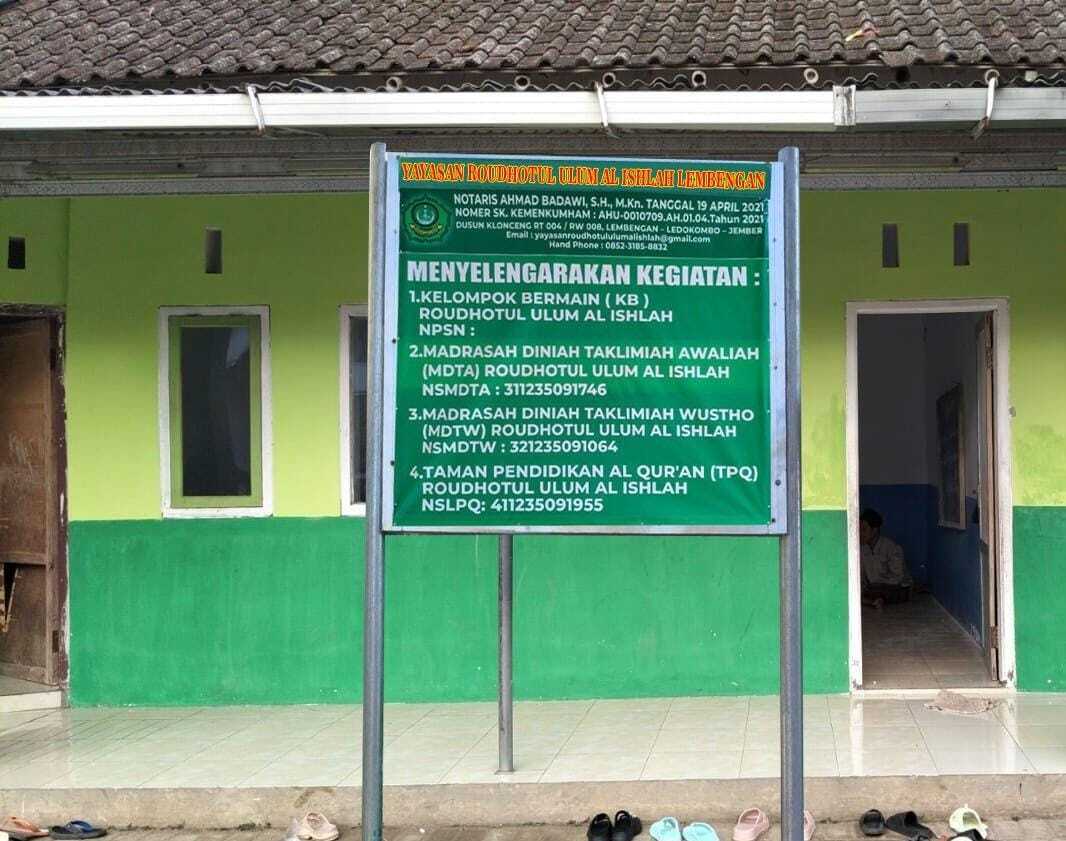 YAYASAN ROUDHOTUL ULUM AL ISHLAH LEMBENGAN
NOTARIS AHMAD BADAWI, S.H., M.Kn. TANGGAL 19 APRIL 2021
NOMER SK. KEMENKUMHAM : AHU-0010709.AH.01.04.Tahun 2021
DUSUN KLONCENG RT 004 / RW 008, LEMBENGAN – LEDOKOMBO – JEMBER
Email : yayasanroudhotululumalishlah@gmail.com
Hand Phone : 0852-3185-8832
MENYELENGARAKAN KEGIATAN :
1.KELOMPOK BERMAIN ( KB )
ROUDHOTUL ULUM AL ISHLAH
NPSN :
2.MADRASAH DINIAH TAKLIMIAH AWALIAH
(MDTA) ROUDHOTUL ULUM AL ISHLAH
NSMDTA : 311235091746
3.MADRASAH DINIAH TAKLIMIAH WUSTHO
(MDTW) ROUDHOTUL ULUM AL ISHLAH
NSMDTW : 321235091064
4.TAMAN PENDIDIKAN AL QUR'AN (TPQ)
ROUDHOTUL ULUM AL ISHLAH
NSLPQ: 411235091955